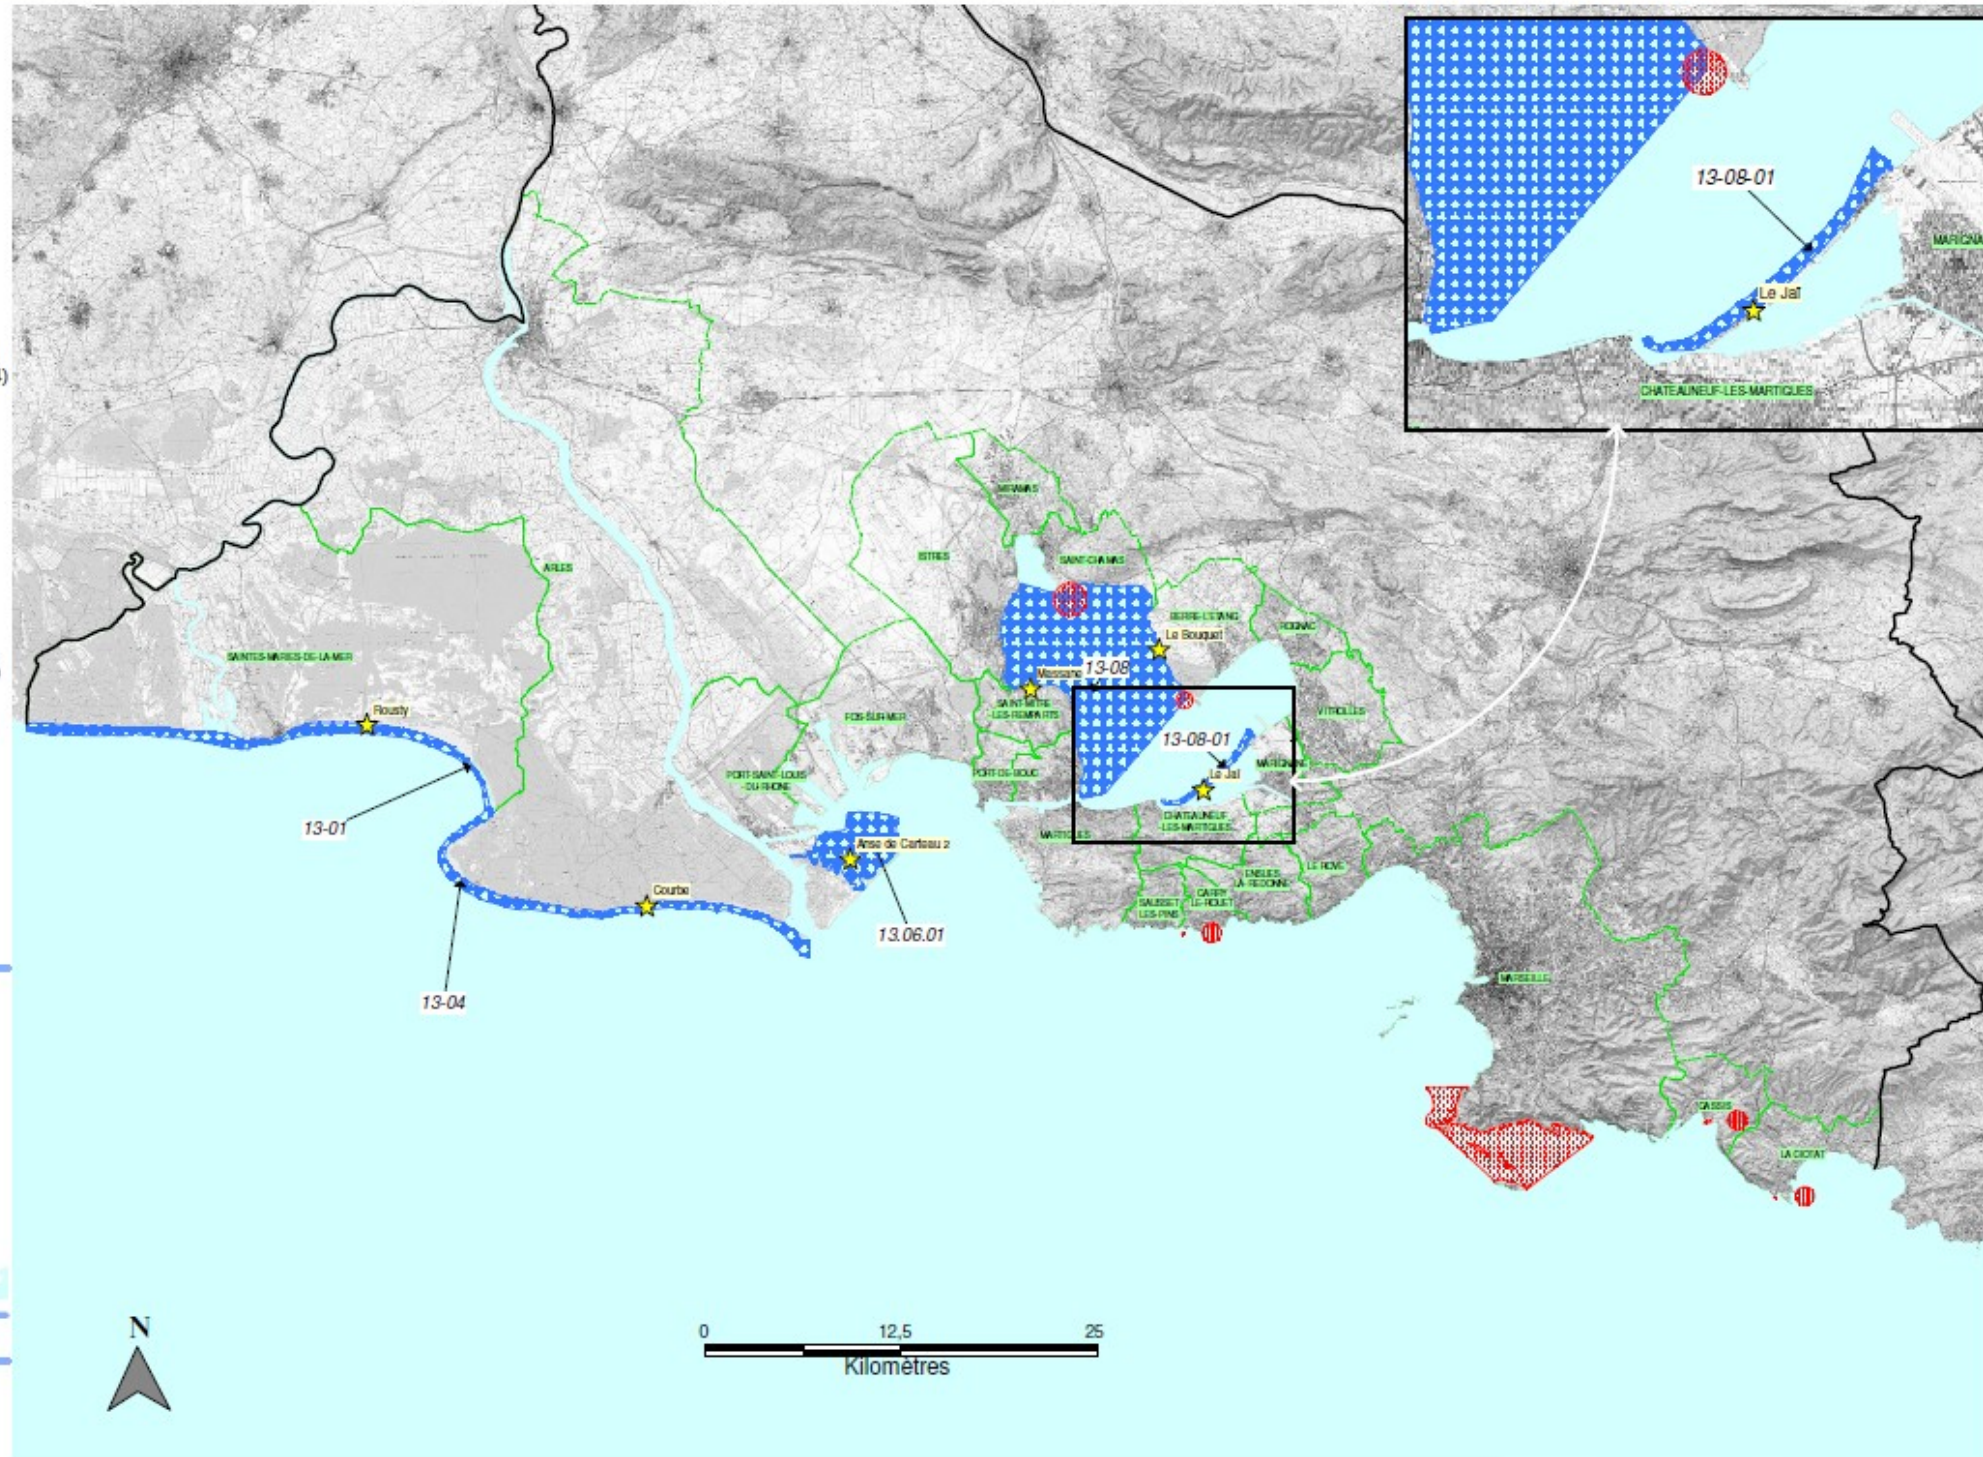 13-08-01
MARIGNA
Le Jaï
CHATEAUNEUF-LES-MARTIGUES
4)
MIRAMAS
ISTRES
SAINT-CHAMAS
ARLES
BERRE-L'ETANG
ROGNAC
Le Bouquet
SAINTES-MARIES-DE-LA-MER
13-08
Massane
Rousty
FOS-SUR-MER
SAINT-MITRE
-LES-REMPARTS
VITROLLES
13-08-01
MARIGNANE
Le Jaï
PORT-SAINT-LOUIS
-DU-RHONE
PORT-DE-BOUC
CHATEAUNEUF
-LES-MARTIGUES
13-01
MARTIGUES
Anse de Carteau 2
LE ROVE
ENSUES
LA-REDONNE
Courbe
CARRY
LE-ROUET
SAUSSET
LES-PINS
13.06.01
MARSEILLE
13-04
CASSIS
LA CIOTAT
N
0 12,5 25
Kilomètres